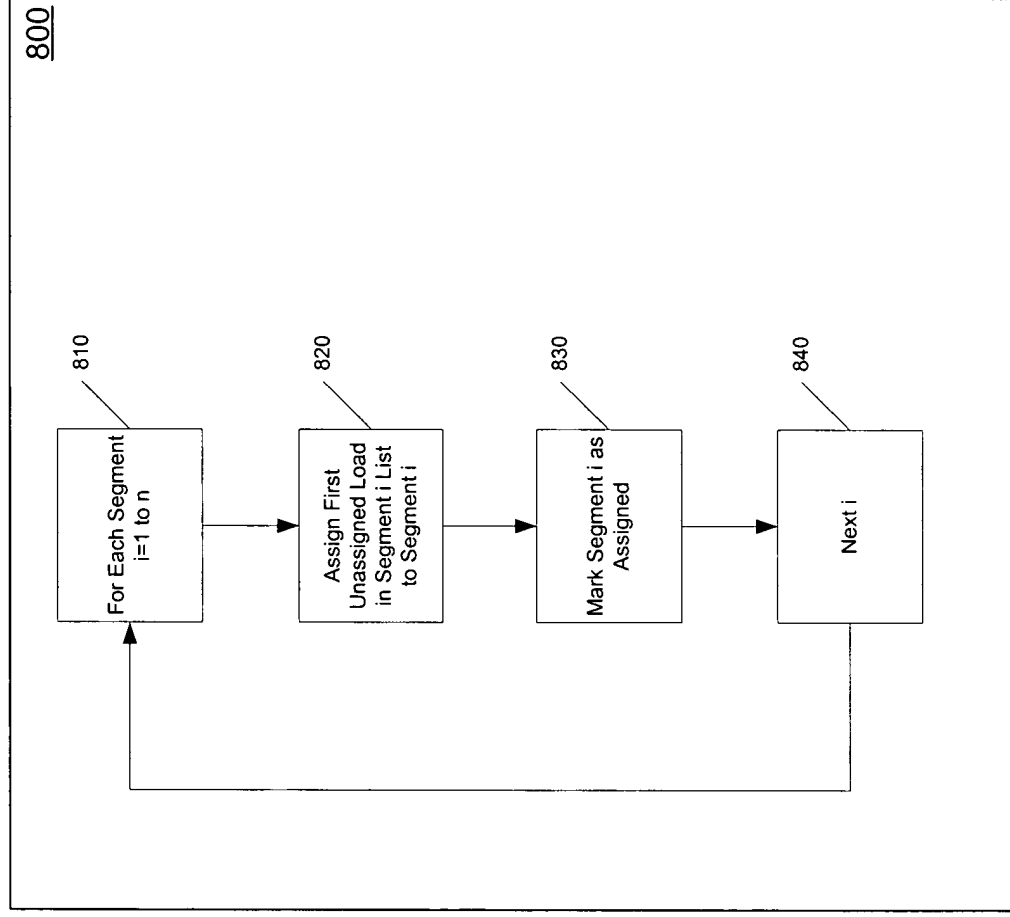 800
810
For Each Segment
i=1 to n
820
Assign First
Unassigned Load
in Segment i List
to Segment i
830
Mark Segment i as
Assigned
840
Next i